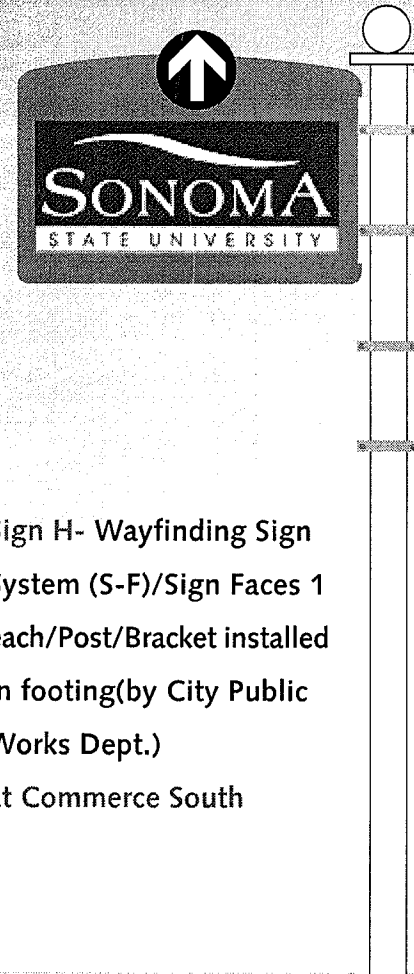 SONOMA
STATE UNIVERSITY
ign H- Wayfinding Sign
ystem (S-F)/Sign Faces 1
ach/Post/Bracket installed
n footing(by City Public
Works Dept.)
t Commerce South